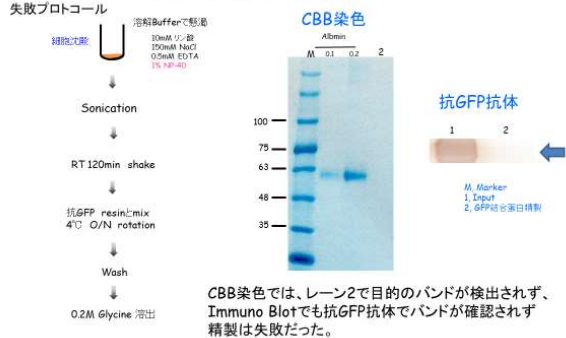 失敗プロトコール
細胞沈殿
溶解Bufferで懸濁
10mM リン酸
150mM NaCl
0.5mM EDTA
1% NP-40
Sonication
RT 120min shake
抗GFP resinとmix
4℃ O/N rotation
Wash
0.2M Glycine 溶出
CBB染色
Albmin
M 0.1 0.2 2
100
75
63
48
35
抗GFP抗体
1 2
M, Marker
1, Input
2, GFP結合蛋白精製
CBB染色では、レーン2で目的のバンドが検出されず、
Immuno Blotでも抗GFP抗体でバンドが確認されず
精製は失敗だった。